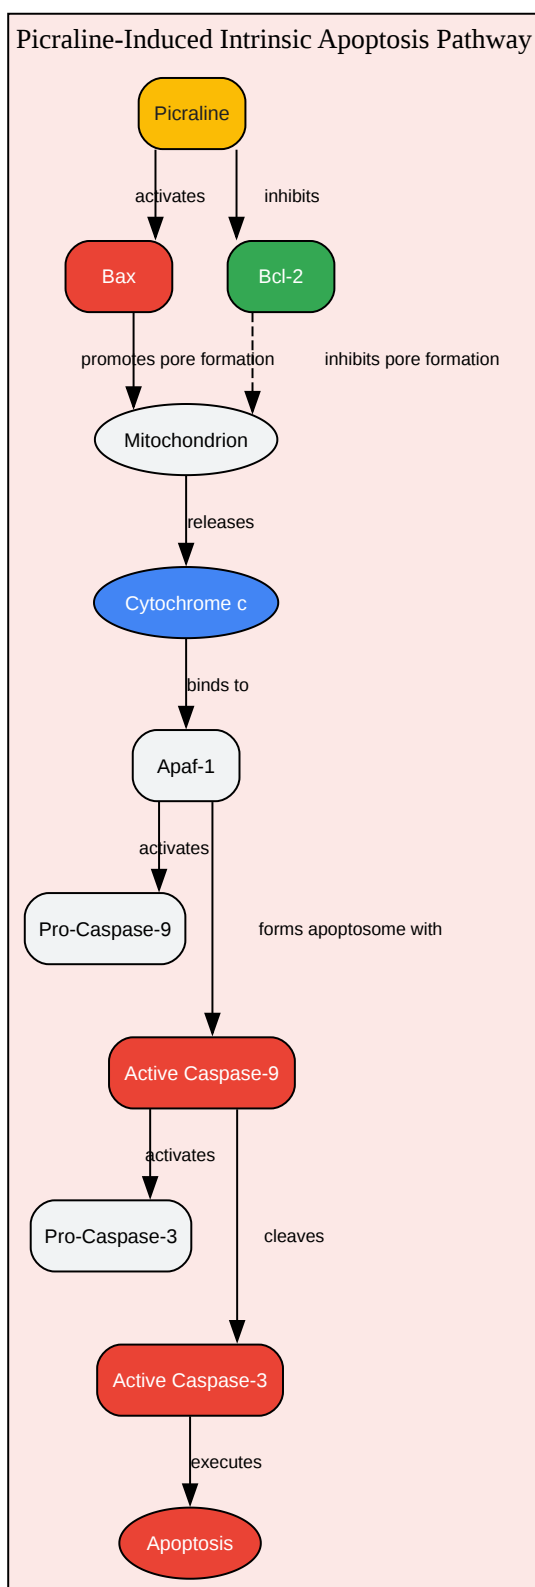 Picraline-Induced Intrinsic Apoptosis Pathway
Picraline
activates
inhibits
Bax
Bcl-2
promotes pore formation
inhibits pore formation
Mitochondrion
releases
Cytochrome c
binds to
Apaf-1
activates
Pro-Caspase-9
forms apoptosome with
Active Caspase-9
activates
Pro-Caspase-3
cleaves
Active Caspase-3
executes
Apoptosis